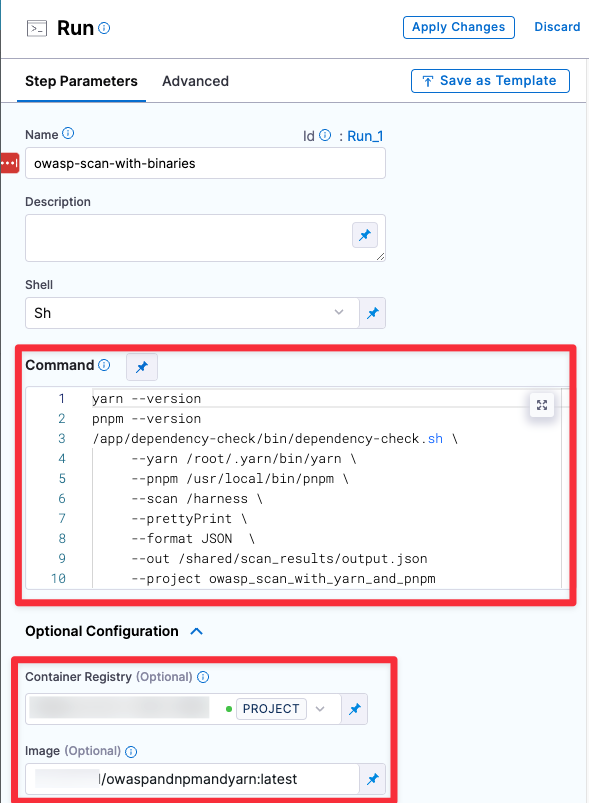 Run
Apply Changes
Discard
Step Parameters
Advanced
Save as Template
Name
Id : Run_1
owasp-scan-with-binaries
Description
Shell
Sh
Command
1 yarn --version
2 pnpm --version
3 /app/dependency-check/bin/dependency-check.sh \
4 --yarn /root/.yarn/bin/yarn \
5 --pnpm /usr/local/bin/pnpm \
6 --scan /harness \
7 --prettyPrint \
8 --format JSON \
9 --out /shared/scan_results/output.json
10 --project owasp_scan_with_yarn_and_pnpm
Optional Configuration
Container Registry (Optional)
PROJECT
Image (Optional)
/owaspandnpmandyarn:latest